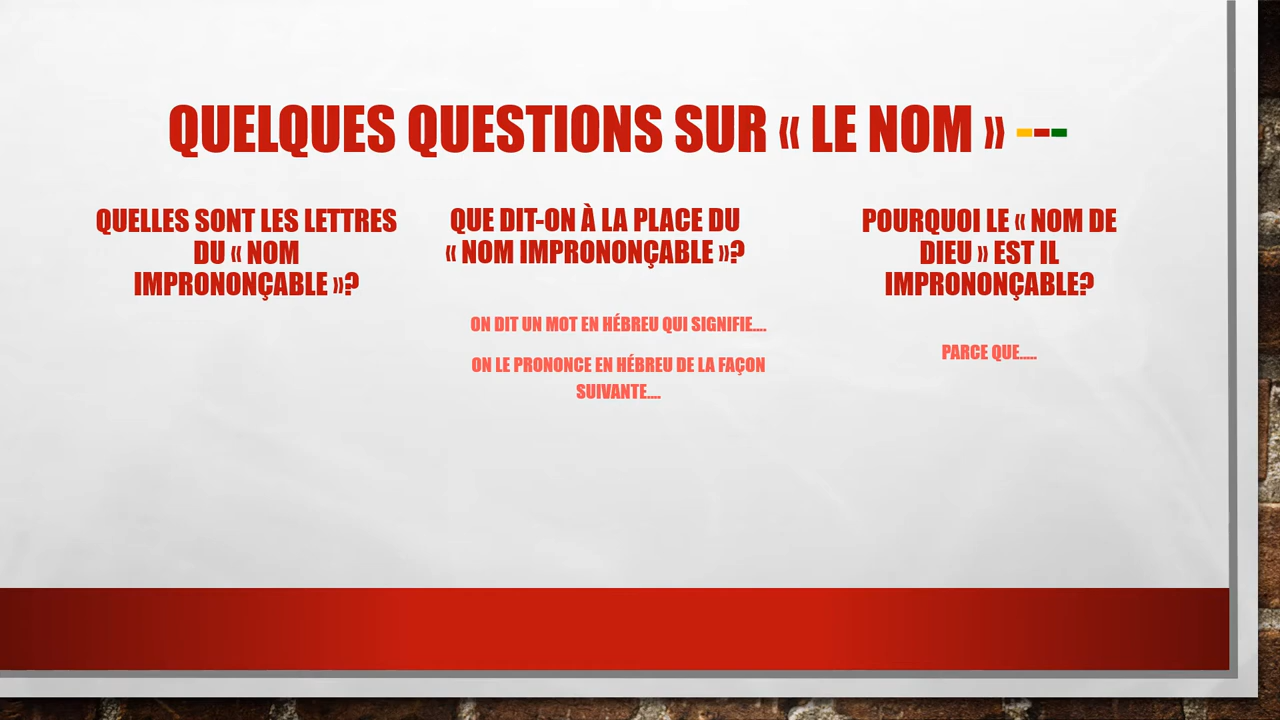 QUELQUES QUESTIONS SUR « LE NOM » ---
QUELLES SONT LES LETTRES
DU « NOM
IMPRONONÇABLE »?
QUE DIT-ON À LA PLACE DU
« NOM IMPRONONÇABLE »?
ON DIT UN MOT EN HÉBREU QUI SIGNIFIE....
ON LE PRONONCE EN HÉBREU DE LA FAÇON
SUIVANTE....
POURQUOI LE « NOM DE
DIEU » EST IL
IMPRONONÇABLE?
PARCE QUE.....